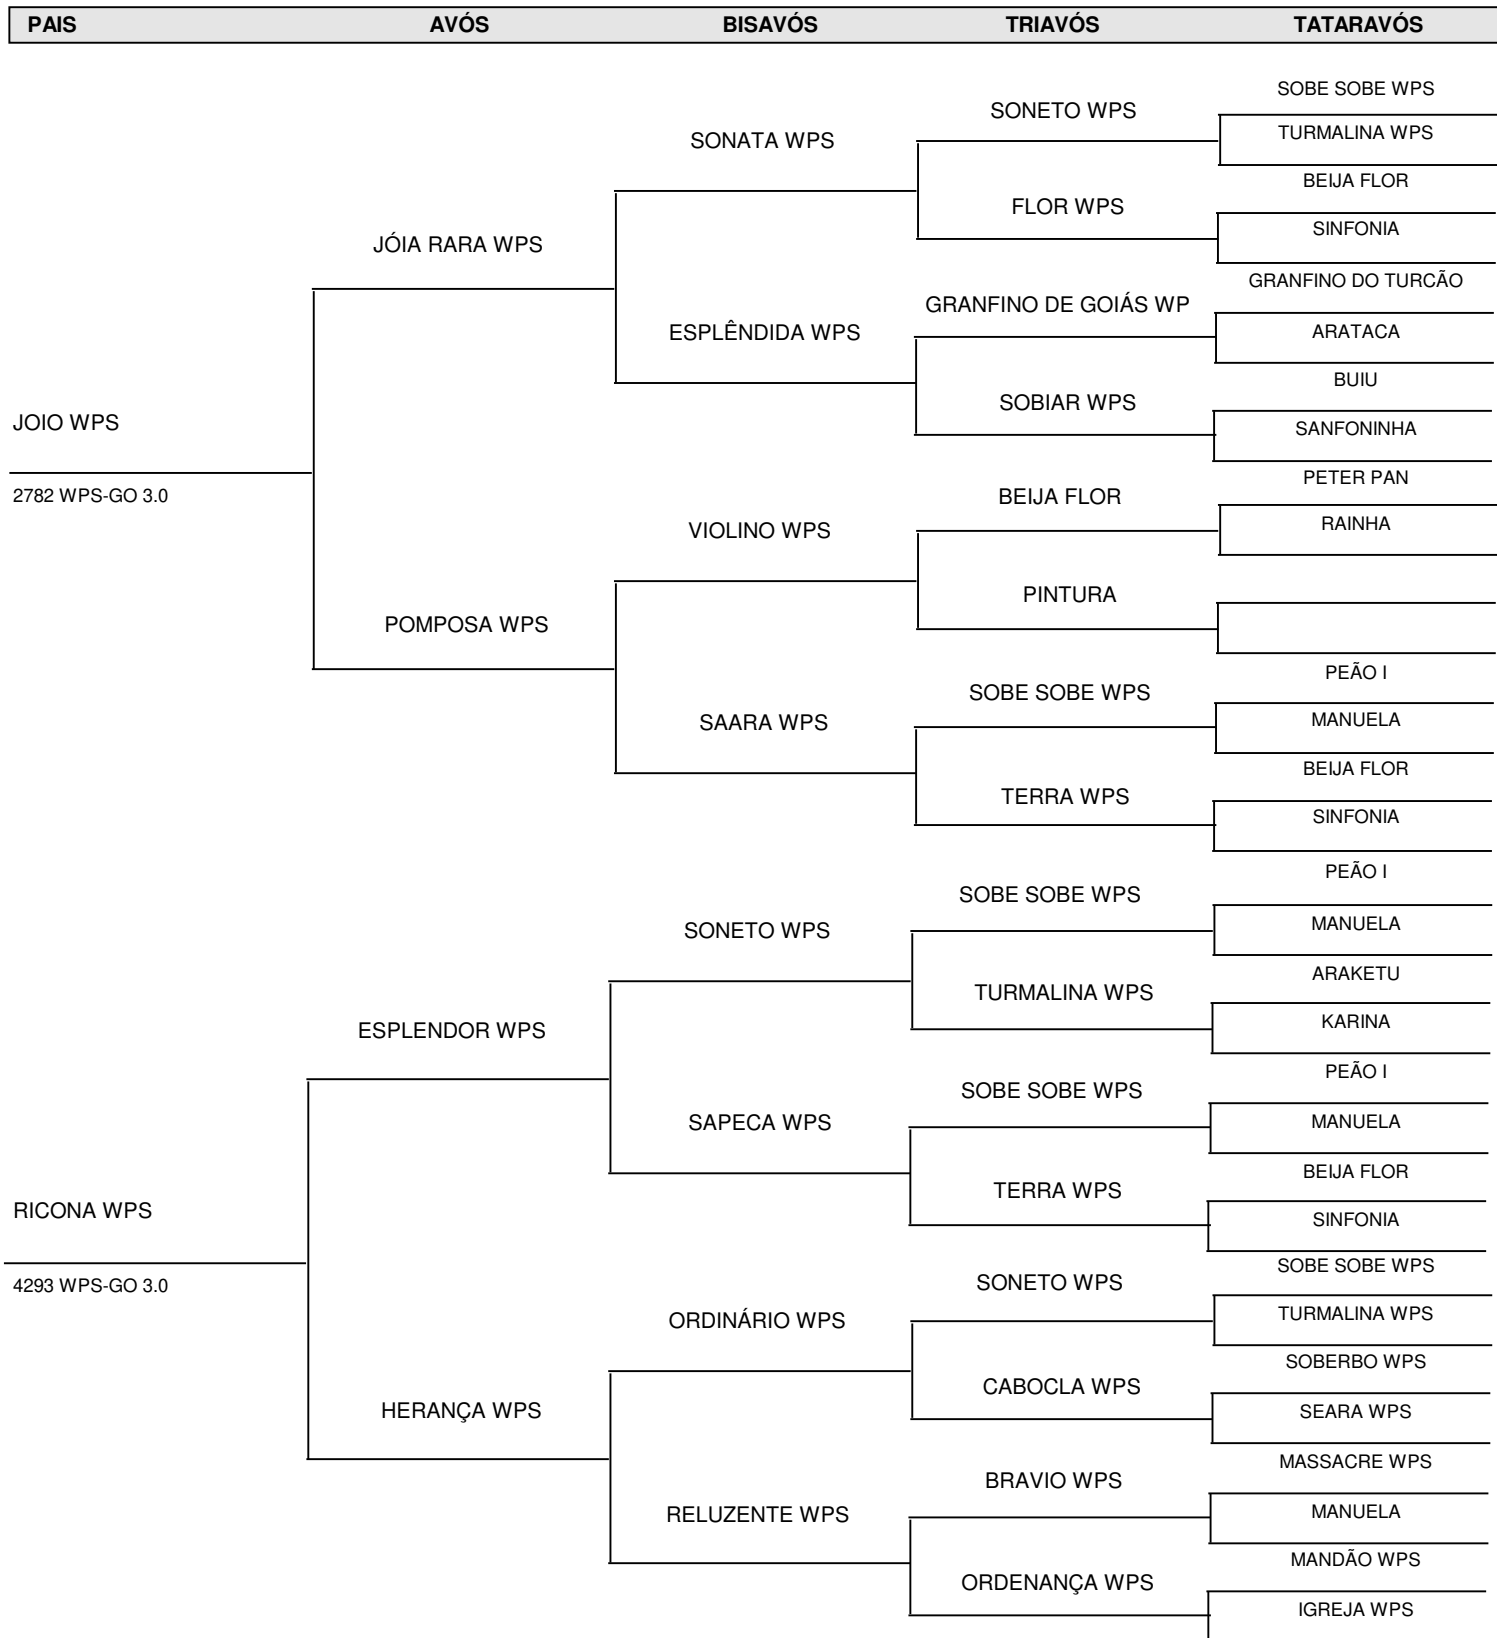 PAIS AVÓS BISAVÓS TRIAVÓS TATARAVÓS
SOBE SOBE WPS
SONETO WPS
TURMALINA WPS
SONATA WPS
BEIJA FLOR
FLOR WPS
SINFONIA
JÓIA RARA WPS
GRANFINO DO TURCÃO
GRANFINO DE GOIÁS WP
ESPLÊNDIDA WPS
ARATACA
BUIU
SOBIAR WPS
JOIO WPS
SANFONINHA
PETER PAN
2782 WPS-GO 3.0
BEIJA FLOR
RAINHA
VIOLINO WPS
PINTURA
POMPOSA WPS
PEÃO I
SOBE SOBE WPS
MANUELA
SAARA WPS
BEIJA FLOR
TERRA WPS
SINFONIA
PEÃO I
SOBE SOBE WPS
MANUELA
SONETO WPS
ARAKETU
TURMALINA WPS
KARINA
ESPLENDOR WPS
PEÃO I
SOBE SOBE WPS
MANUELA
SAPECA WPS
BEIJA FLOR
TERRA WPS
RICONA WPS
SINFONIA
SOBE SOBE WPS
4293 WPS-GO 3.0
SONETO WPS
TURMALINA WPS
ORDINÁRIO WPS
SOBERBO WPS
CABOCLA WPS
HERANÇA WPS
SEARA WPS
MASSACRE WPS
BRAVIO WPS
MANUELA
RELUZENTE WPS
MANDÃO WPS
ORDENANÇA WPS
IGREJA WPS